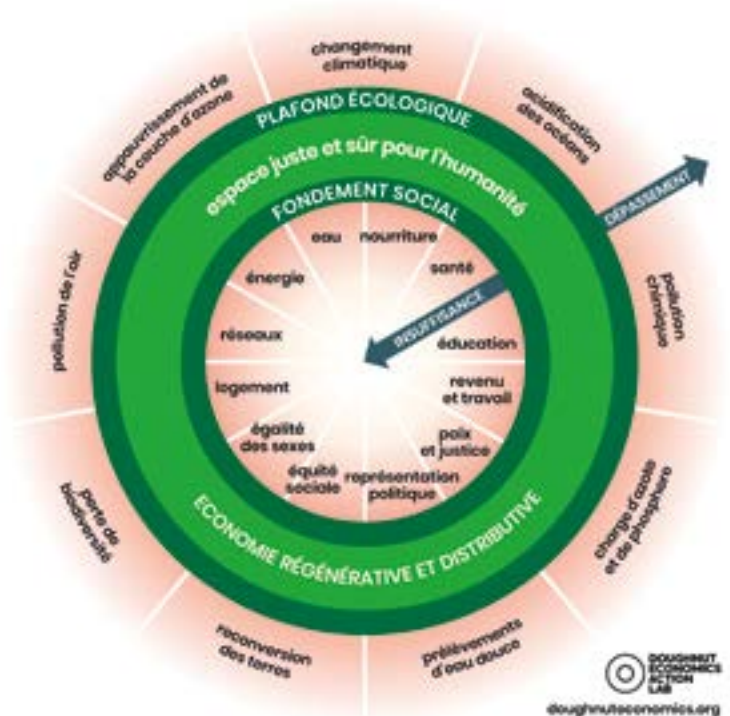 changement
climatique
acidification
des océans
appauvrissement de
la couche d'ozone
PLAFOND ÉCOLOGIQUE
espace juste et sûr pour l'humanité
FONDEMENT SOCIAL
DÉPASSEMENT
eau
nourriture
énergie
santé
pollution de l'air
pollution
chimique
INSUFFISANCE
réseaux
éducation
logement
revenu
et travail
égalité
des sexes
paix
et justice
équité
sociale
représentation
politique
perte de
biodiversité
charge d'azote
et de phosphore
ECONOMIE RÉGÉNÉRATIVE ET DISTRIBUTIVE
reconversion
des terres
prélèvements
d'eau douce
DOUGHNUT
ECONOMICS
ACTION
LAB
doughnuteconomics.org